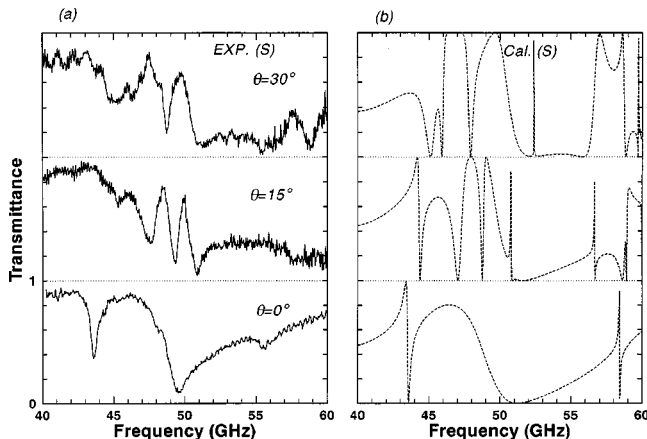 (a)
(b)
EXP. (S)
θ=30°
Cal. (S)
θ=15°
θ=0°
Transmittance
1
0
40 45 50 55 60
40 45 50 55 60
Frequency (GHz)
Frequency (GHz)